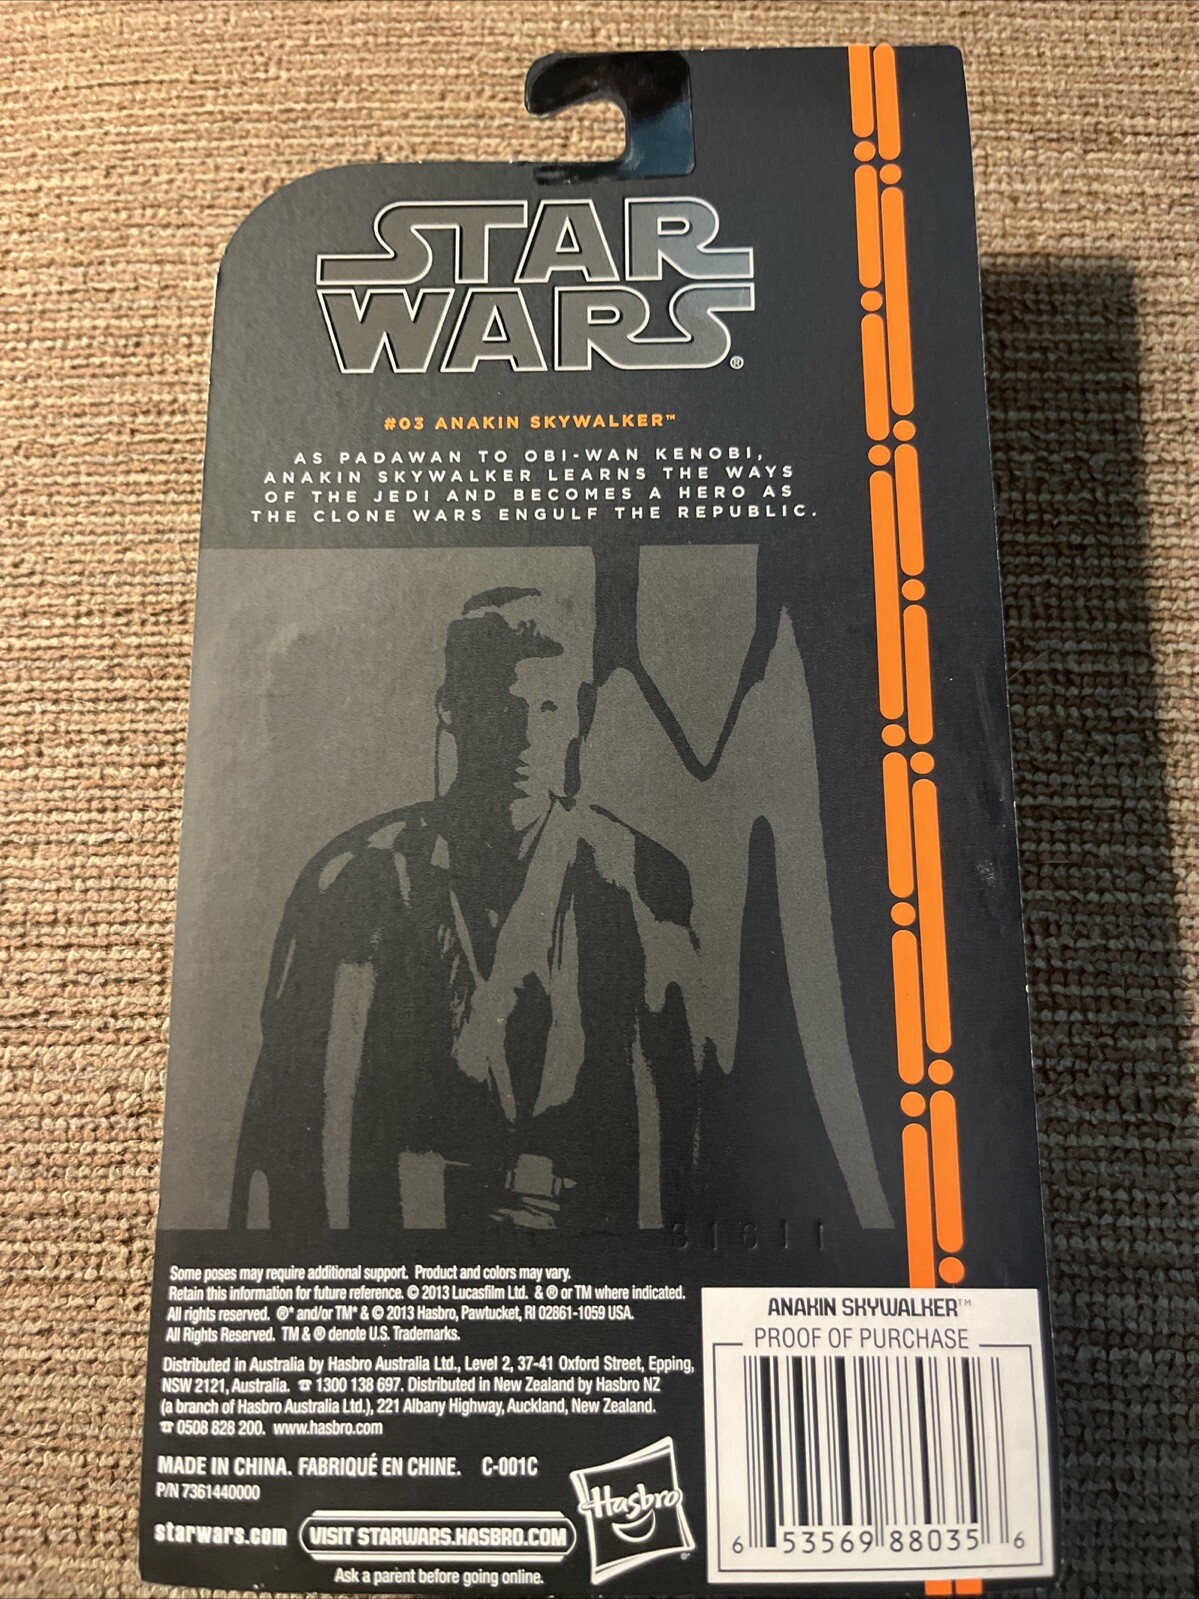 STAR
WARS®
#03 ANAKIN SKYWALKER™
AS PADAWAN TO OBI-WAN KENOBI,
ANAKIN SKYWALKER LEARNS THE WAYS
OF THE JEDI AND BECOMES A HERO AS
THE CLONE WARS ENGULF THE REPUBLIC.
31611
Some poses may require additional support. Product and colors may vary.
Retain this information for future reference. © 2013 Lucasfilm Ltd. & ® or TM where indicated.
All rights reserved. ®* and/or TM* & © 2013 Hasbro, Pawtucket, RI 02861-1059 USA.
All Rights Reserved. TM & ® denote U.S. Trademarks.
Distributed in Australia by Hasbro Australia Ltd., Level 2, 37-41 Oxford Street, Epping,
NSW 2121, Australia. ☎ 1300 138 697. Distributed in New Zealand by Hasbro NZ
(a branch of Hasbro Australia Ltd.), 221 Albany Highway, Auckland, New Zealand.
☎ 0508 828 200. www.hasbro.com
MADE IN CHINA. FABRIQUÉ EN CHINE. C-001C
P/N 7361440000
starwars.com VISIT STARWARS.HASBRO.COM
Ask a parent before going online.
Hasbro®
ANAKIN SKYWALKER™
PROOF OF PURCHASE
6 53569 88035 6